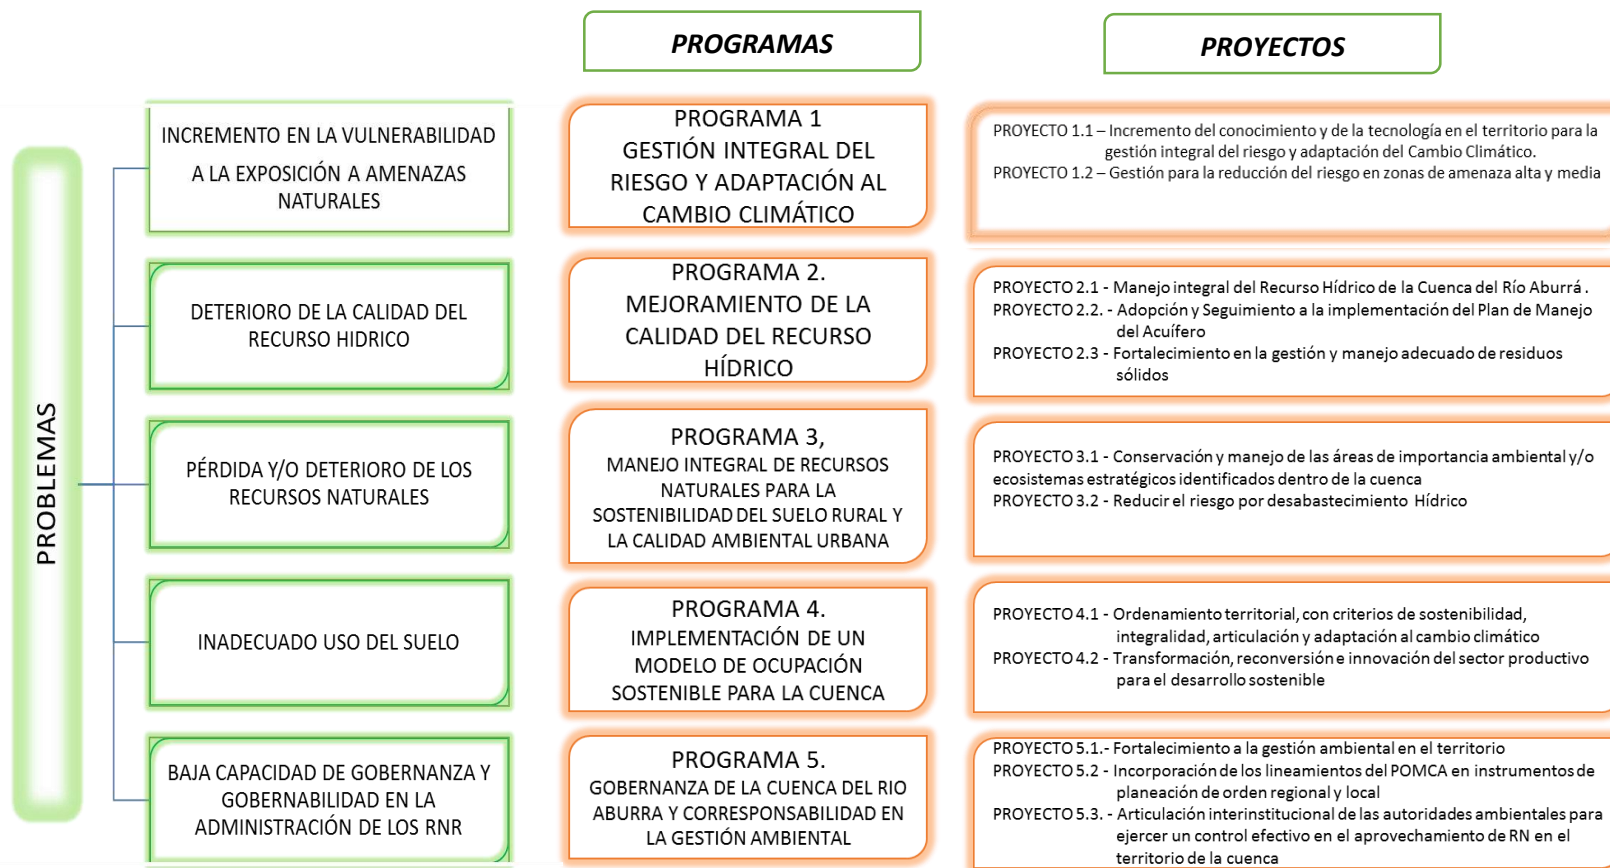 PROGRAMAS
PROYECTOS
PROBLEMAS
INCREMENTO EN LA VULNERABILIDAD
A LA EXPOSICIÓN A AMENAZAS
NATURALES
PROGRAMA 1
GESTIÓN INTEGRAL DEL
RIESGO Y ADAPTACIÓN AL
CAMBIO CLIMÁTICO
PROYECTO 1.1 – Incremento del conocimiento y de la tecnología en el territorio para la
gestión integral del riesgo y adaptación del Cambio Climático.
PROYECTO 1.2 – Gestión para la reducción del riesgo en zonas de amenaza alta y media
DETERIORO DE LA CALIDAD DEL
RECURSO HIDRICO
PROGRAMA 2.
MEJORAMIENTO DE LA
CALIDAD DEL RECURSO
HÍDRICO
PROYECTO 2.1 - Manejo integral del Recurso Hídrico de la Cuenca del Río Aburrá .
PROYECTO 2.2. - Adopción y Seguimiento a la implementación del Plan de Manejo
del Acuífero
PROYECTO 2.3 - Fortalecimiento en la gestión y manejo adecuado de residuos
sólidos
PÉRDIDA Y/O DETERIORO DE LOS
RECURSOS NATURALES
PROGRAMA 3,
MANEJO INTEGRAL DE RECURSOS
NATURALES PARA LA
SOSTENIBILIDAD DEL SUELO RURAL Y
LA CALIDAD AMBIENTAL URBANA
PROYECTO 3.1 - Conservación y manejo de las áreas de importancia ambiental y/o
ecosistemas estratégicos identificados dentro de la cuenca
PROYECTO 3.2 - Reducir el riesgo por desabastecimiento Hídrico
INADECUADO USO DEL SUELO
PROGRAMA 4.
IMPLEMENTACIÓN DE UN
MODELO DE OCUPACIÓN
SOSTENIBLE PARA LA CUENCA
PROYECTO 4.1 - Ordenamiento territorial, con criterios de sostenibilidad,
integralidad, articulación y adaptación al cambio climático
PROYECTO 4.2 - Transformación, reconversión e innovación del sector productivo
para el desarrollo sostenible
BAJA CAPACIDAD DE GOBERNANZA Y
GOBERNABILIDAD EN LA
ADMINISTRACIÓN DE LOS RNR
PROGRAMA 5.
GOBERNANZA DE LA CUENCA DEL RIO
ABURRA Y CORRESPONSABILIDAD EN
LA GESTIÓN AMBIENTAL
PROYECTO 5.1.- Fortalecimiento a la gestión ambiental en el territorio
PROYECTO 5.2 - Incorporación de los lineamientos del POMCA en instrumentos de
planeación de orden regional y local
PROYECTO 5.3. - Articulación interinstitucional de las autoridades ambientales para
ejercer un control efectivo en el aprovechamiento de RN en el
territorio de la cuenca